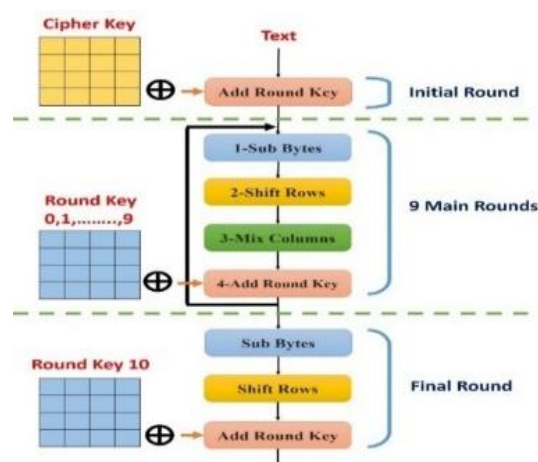 Cipher Key
Text
Add Round Key
Initial Round
1-Sub Bytes
2-Shift Rows
Round Key
0,1,........,9
9 Main Rounds
3-Mix Columns
4-Add Round Key
Sub Bytes
Round Key 10
Shift Rows
Final Round
Add Round Key